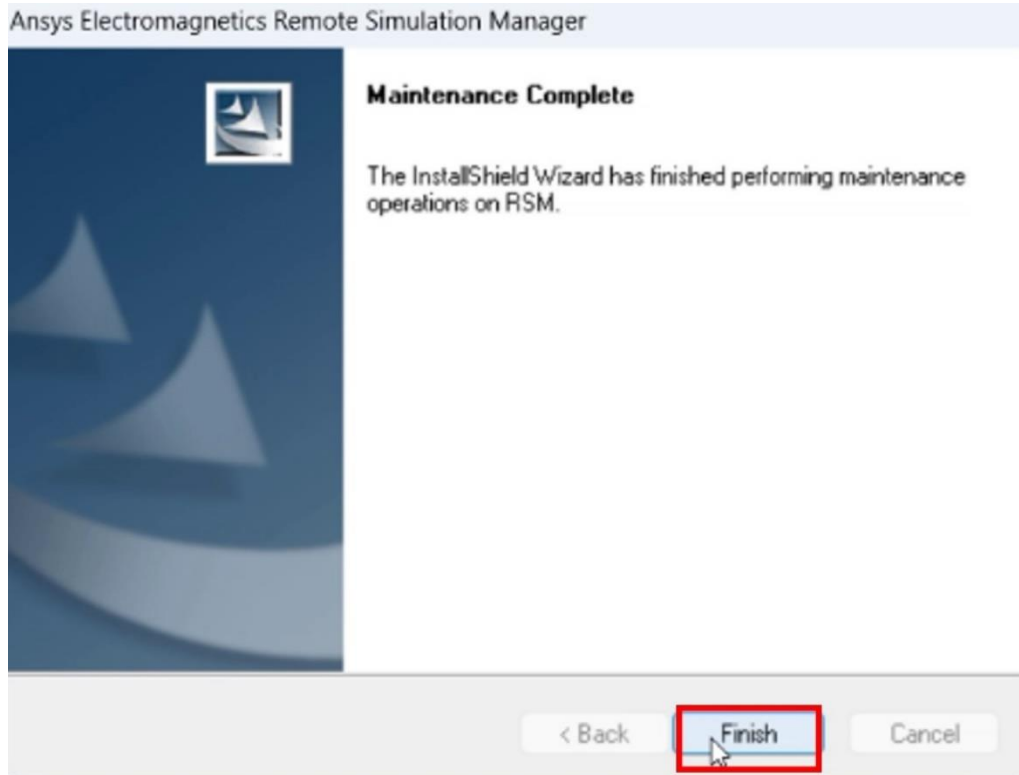 Ansys Electromagnetics Remote Simulation Manager
Maintenance Complete
The InstallShield Wizard has finished performing maintenance
operations on RSM.
< Back
Finish
Cancel